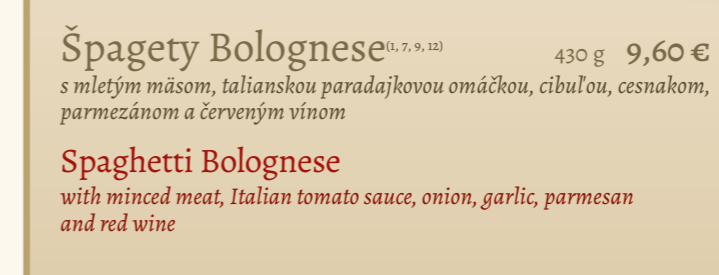 Špagety Bolognese(1, 7, 9, 12) 430 g 9,60 €
s mletým mäsom, talianskou paradajkovou omáčkou, cibuľou, cesnakom,
parmezánom a červeným vínom
Spaghetti Bolognese
with minced meat, Italian tomato sauce, onion, garlic, parmesan
and red wine